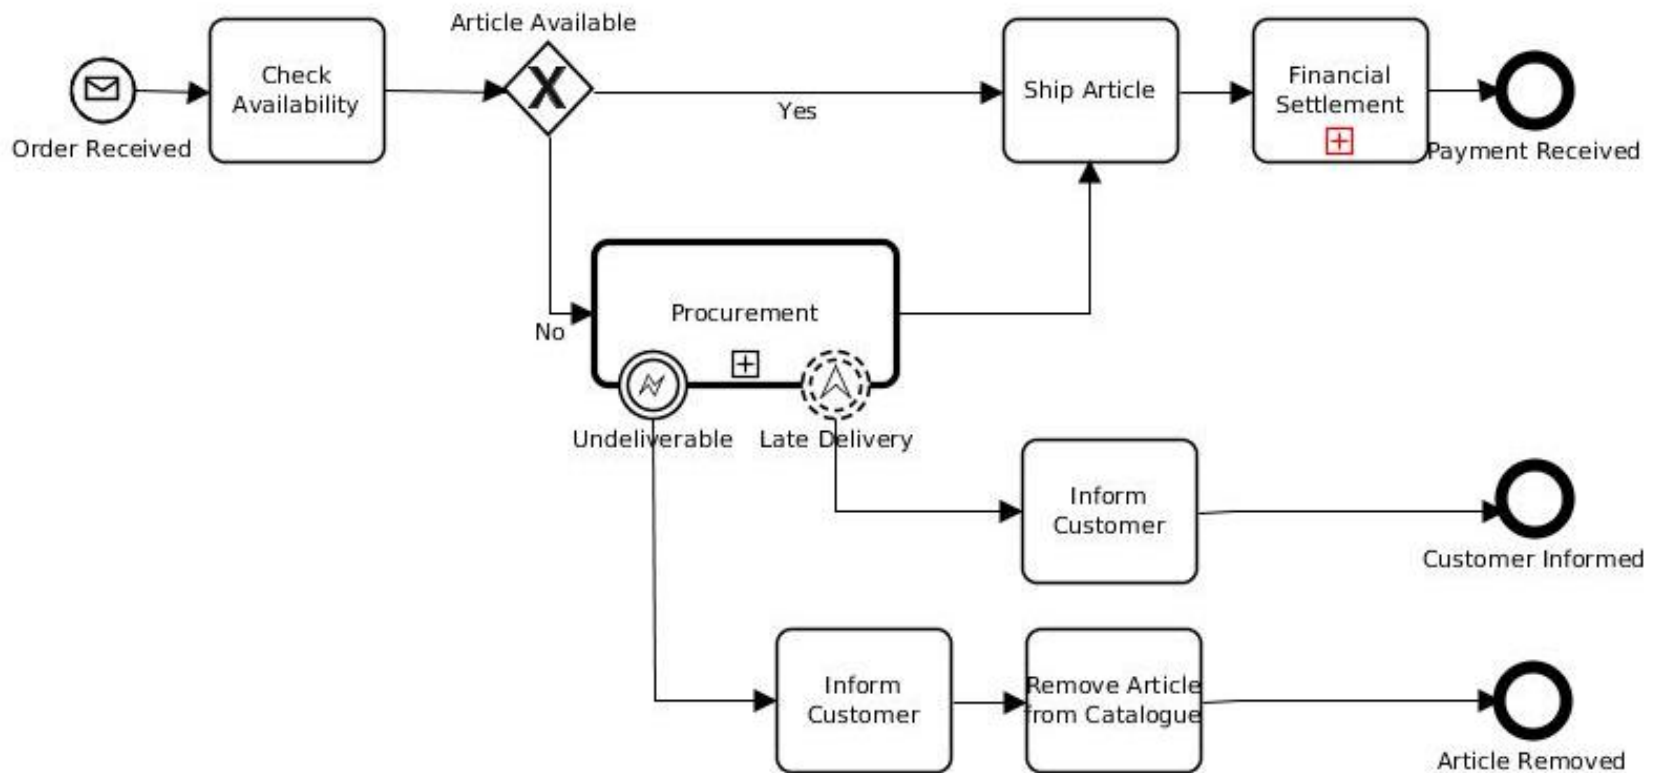 Article Available
Check
Availability
Order Received
Yes
Ship Article
Financial
Settlement
Payment Received
No
Procurement
Undeliverable
Late Delivery
Inform
Customer
Customer Informed
Inform
Customer
Remove Article
from Catalogue
Article Removed